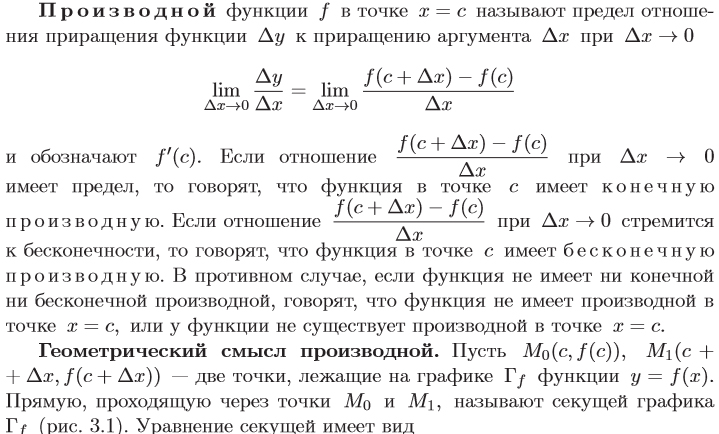 Производной функции f в точке x = c называют предел отноше-
ния приращения функции Δy к приращению аргумента Δx при Δx → 0
lim_{Δx→0} Δy/Δx = lim_{Δx→0} (f(c + Δx) − f(c))/Δx
и обозначают f′(c). Если отношение (f(c + Δx) − f(c))/Δx при Δx → 0
имеет предел, то говорят, что функция в точке c имеет конечную
производную. Если отношение (f(c + Δx) − f(c))/Δx при Δx → 0 стремится
к бесконечности, то говорят, что функция в точке c имеет бесконечную
производную. В противном случае, если функция не имеет ни конечной
ни бесконечной производной, говорят, что функция не имеет производной в
точке x = c, или у функции не существует производной в точке x = c.
Геометрический смысл производной. Пусть M₀(c, f(c)), M₁(c +
+ Δx, f(c + Δx)) — две точки, лежащие на графике Γ_f функции y = f(x).
Прямую, проходящую через точки M₀ и M₁, называют секущей графика
Γ_f (рис. 3.1). Уравнение секущей имеет вид